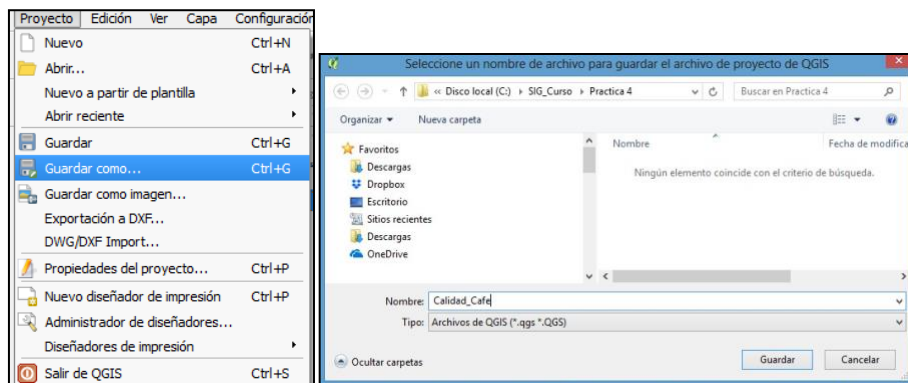 Proyecto Edición Ver Capa Configuración
Nuevo Ctrl+N
Abrir... Ctrl+A
Nuevo a partir de plantilla
Abrir reciente
Guardar Ctrl+G
Guardar como... Ctrl+G
Guardar como imagen...
Exportación a DXF...
DWG/DXF Import...
Propiedades del proyecto... Ctrl+P
Nuevo diseñador de impresión Ctrl+P
Administrador de diseñadores...
Diseñadores de impresión
Salir de QGIS Ctrl+S
Seleccione un nombre de archivo para guardar el archivo de proyecto de QGIS
« Disco local (C:) SIG_Curso Practica 4 Buscar en Practica 4
Organizar Nueva carpeta
Favoritos
Descargas
Dropbox
Escritorio
Sitios recientes
Descargas
OneDrive
Nombre Fecha de modifica
Ningún elemento coincide con el criterio de búsqueda.
Nombre: Calidad_Cafe
Tipo: Archivos de QGIS (*.qgs *.QGS)
Ocultar carpetas Guardar Cancelar